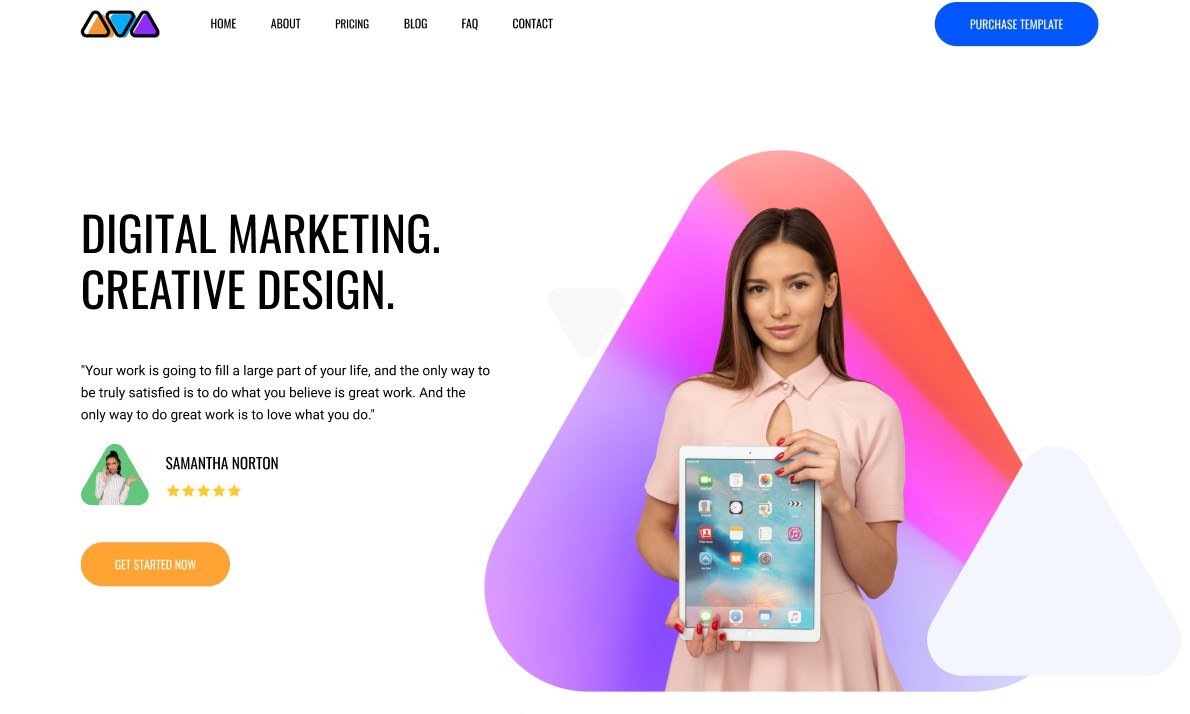 HOME ABOUT PRICING BLOG FAQ CONTACT PURCHASE TEMPLATE
DIGITAL MARKETING.
CREATIVE DESIGN.
"Your work is going to fill a large part of your life, and the only way to
be truly satisfied is to do what you believe is great work. And the
only way to do great work is to love what you do."
SAMANTHA NORTON
GET STARTED NOW